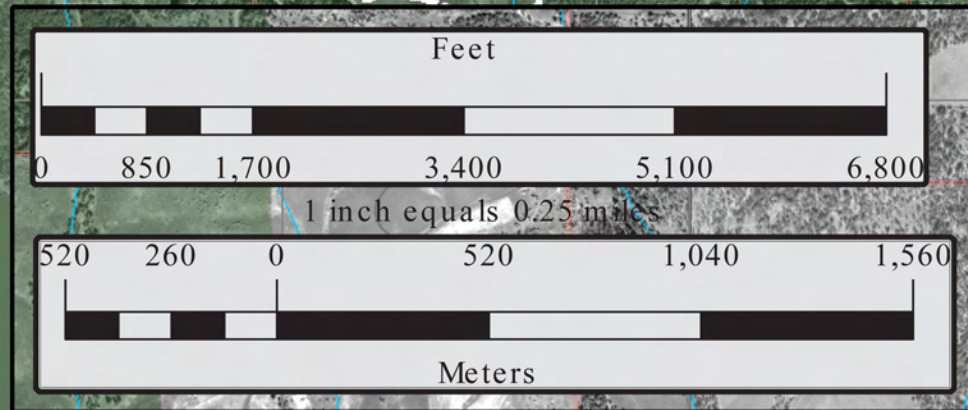 Feet
0 850 1,700 3,400 5,100 6,800
1 inch equals 0.25 miles
520 260 0 520 1,040 1,560
Meters